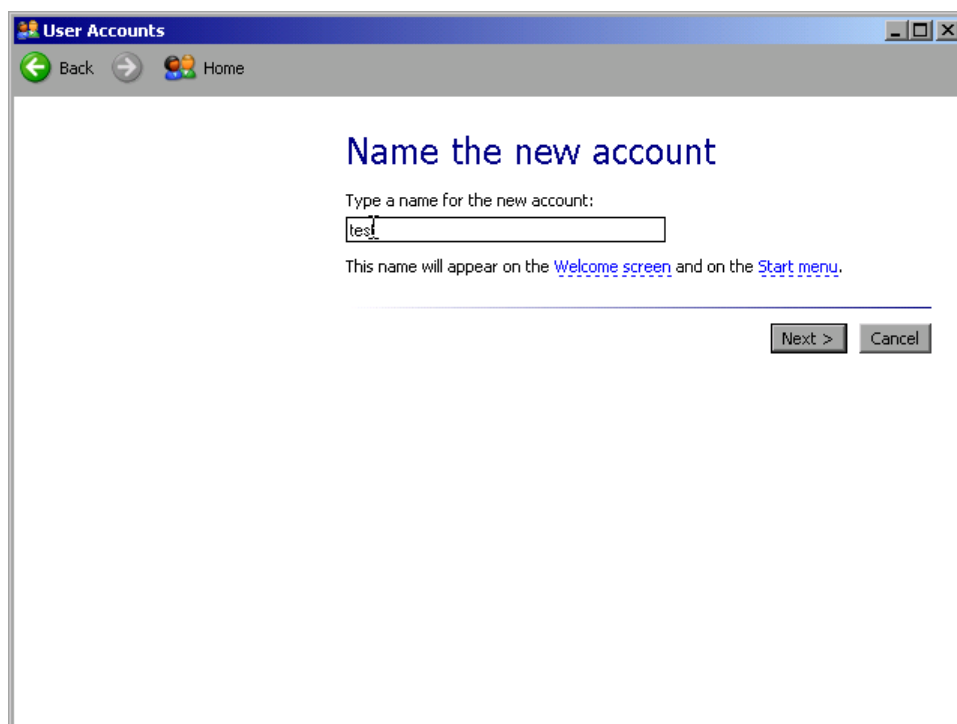 User Accounts
Back Home
Name the new account
Type a name for the new account:
test
This name will appear on the Welcome screen and on the Start menu.
Next > Cancel